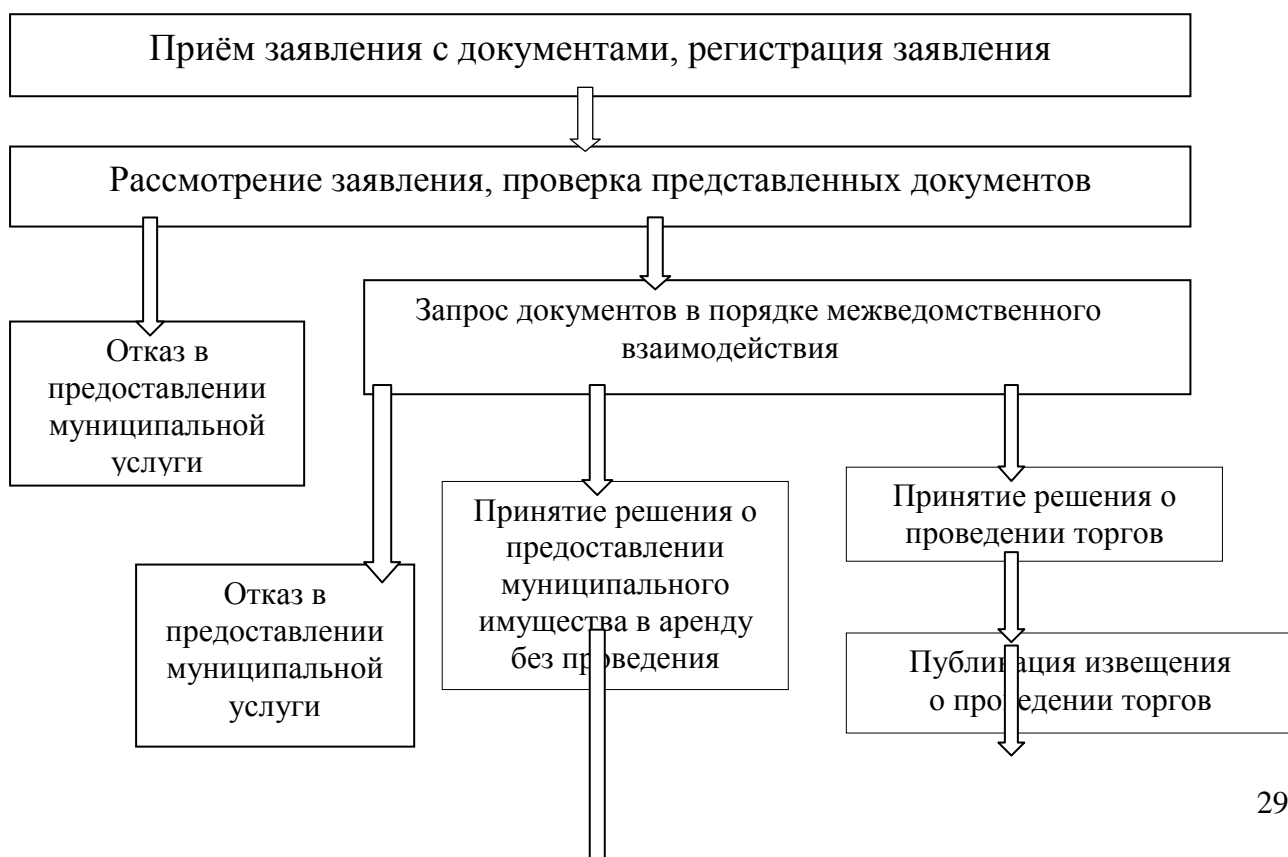 Приём заявления с документами, регистрация заявления
Рассмотрение заявления, проверка представленных документов
Запрос документов в порядке межведомственного
взаимодействия
Отказ в
предоставлении
муниципальной
услуги
Принятие решения о
предоставлении
муниципального
имущества в аренду
без проведения
Принятие решения о
проведении торгов
Отказ в
предоставлении
муниципальной
услуги
Публикация извещения
о проведении торгов
29